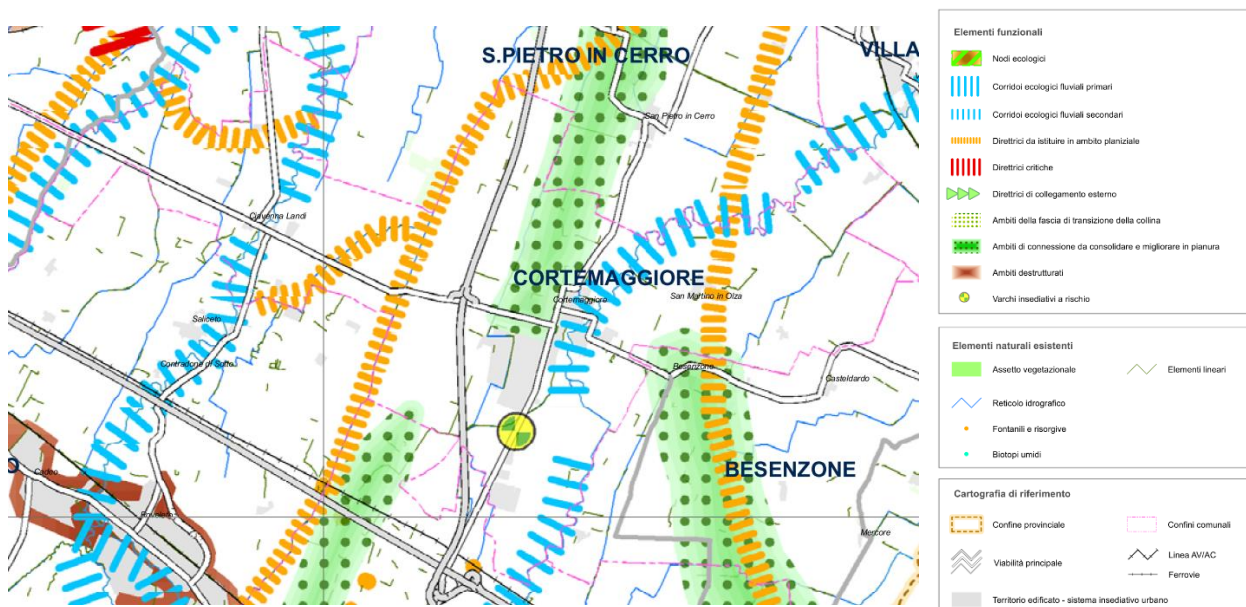 S.PIETRO IN CERRO
VILLA
San Pietro in Cerro
Chiavenna Landi
CORTEMAGGIORE
Cortemaggiore
San Martino in Olza
Saliceto
Contradone di Sotto
Besenzone
Casteldardo
O
Cadeo
BESENZONE
Roveleto
Mercore
Elementi funzionali
Nodi ecologici
Corridoi ecologici fluviali primari
Corridoi ecologici fluviali secondari
Direttrici da istituire in ambito planiziale
Direttrici critiche
Direttrici di collegamento esterno
Ambiti della fascia di transizione della collina
Ambiti di connessione da consolidare e migliorare in pianura
Ambiti destrutturati
Varchi insediativi a rischio
Elementi naturali esistenti
Assetto vegetazionale
Elementi lineari
Reticolo idrografico
Fontanili e risorgive
Biotopi umidi
Cartografia di riferimento
Confine provinciale
Confini comunali
Viabilità principale
Linea AV/AC
Ferrovie
Territorio edificato - sistema insediativo urbano